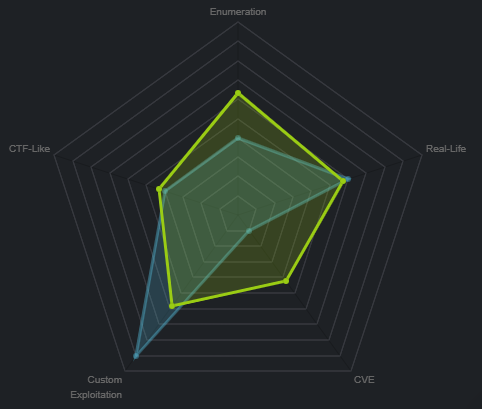 Enumeration
CTF-Like
Real-Life
Custom
Exploitation
CVE